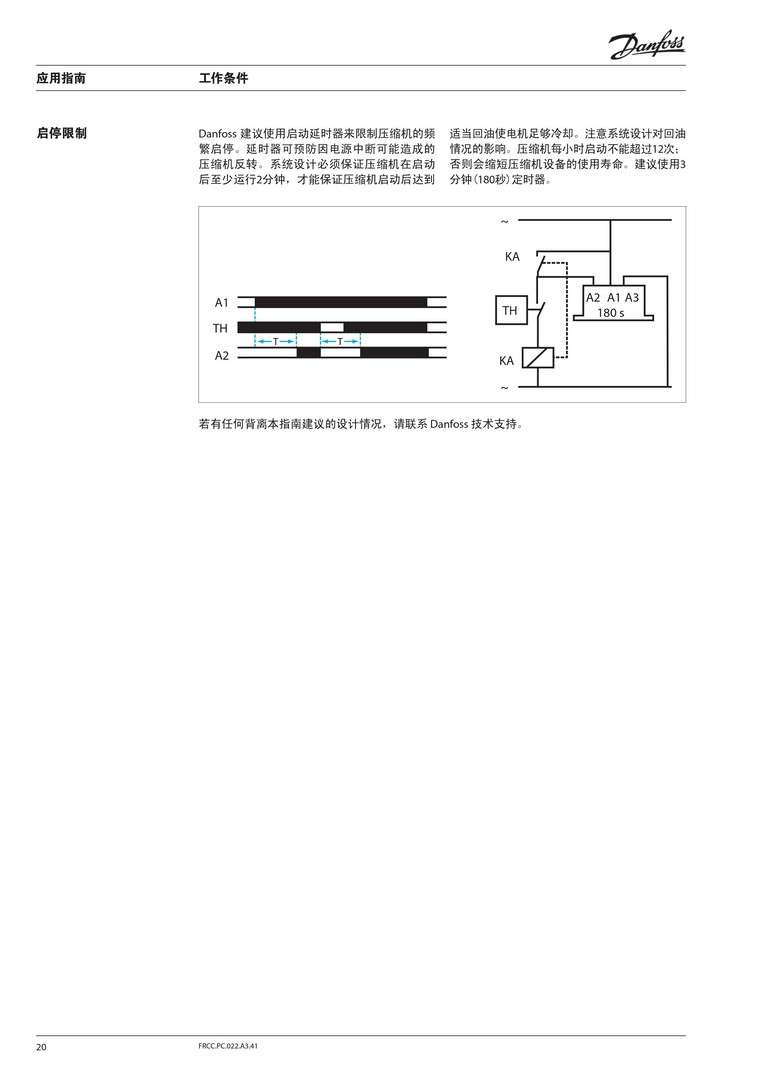 Danfoss
应用指南
工作条件
启停限制
Danfoss 建议使用启动延时器来限制压缩机的频
繁启停。延时器可预防因电源中断可能造成的
压缩机反转。系统设计必须保证压缩机在启动
后至少运行2分钟，才能保证压缩机启动后达到
适当回油使电机足够冷却。注意系统设计对回油
情况的影响。压缩机每小时启动不能超过12次；
否则会缩短压缩机设备的使用寿命。建议使用3
分钟（180秒）定时器。
A1
TH
T
T
A2
~
KA
A2 A1 A3
180 s
TH
KA
~
若有任何背离本指南建议的设计情况，请联系 Danfoss 技术支持。
20
FRCC.PC.022.A3.41